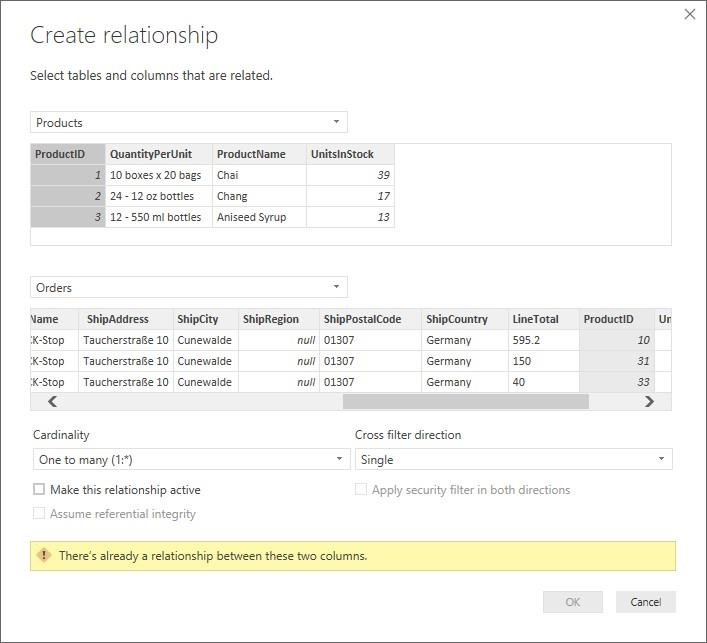 Create relationship
Select tables and columns that are related.
Products
ProductID QuantityPerUnit ProductName UnitsInStock
1 10 boxes x 20 bags Chai 39
2 24 - 12 oz bottles Chang 17
3 12 - 550 ml bottles Aniseed Syrup 13
Orders
Name ShipAddress ShipCity ShipRegion ShipPostalCode ShipCountry LineTotal ProductID Un
CK-Stop Taucherstraße 10 Cunewalde null 01307 Germany 595.2 10
CK-Stop Taucherstraße 10 Cunewalde null 01307 Germany 150 31
CK-Stop Taucherstraße 10 Cunewalde null 01307 Germany 40 33
Cardinality Cross filter direction
One to many (1:*) Single
Make this relationship active Apply security filter in both directions
Assume referential integrity
There's already a relationship between these two columns.
OK Cancel